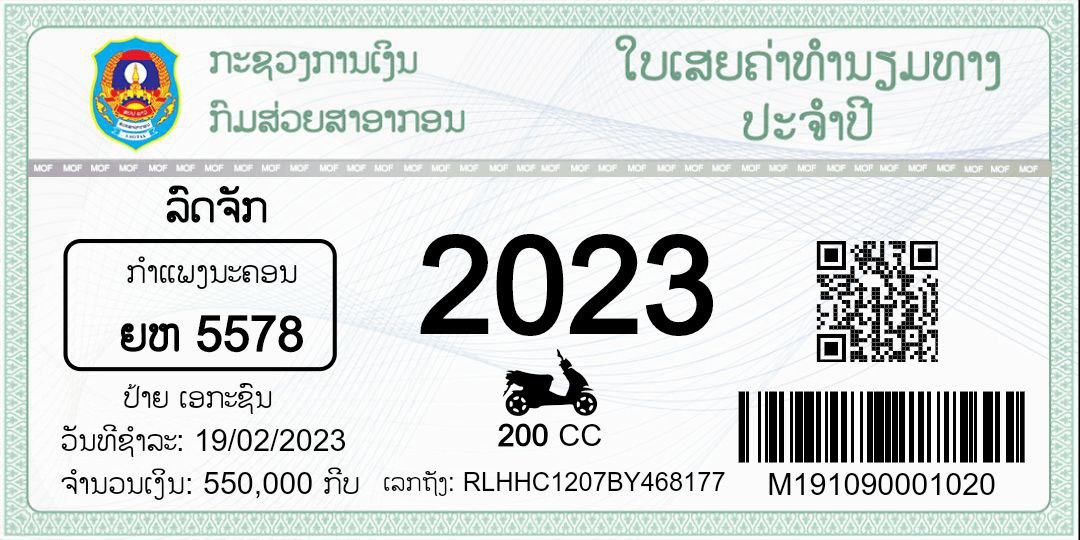 ກະຊວງການເງິນ
ກົມສ່ວຍສາອາກອນ
ໃບເສຍຄ່າທຳນຽມທາງ
ປະຈຳປີ
MOF MOF MOF MOF MOF MOF MOF MOF MOF MOF MOF MOF MOF MOF MOF MOF MOF MOF MOF MOF MOF MOF MOF MOF MOF MOF MOF MOF MOF MOF MOF MOF MOF MOF MOF
ລົດຈັກ
ກຳແພງນະຄອນ
ຍຫ 5578
2023
ປ້າຍ ເອກະຊົນ
200 CC
ວັນທີຊຳລະ: 19/02/2023
ຈຳນວນເງິນ: 550,000 ກີບ
ເລກຖັງ: RLHHC1207BY468177
M191090001020